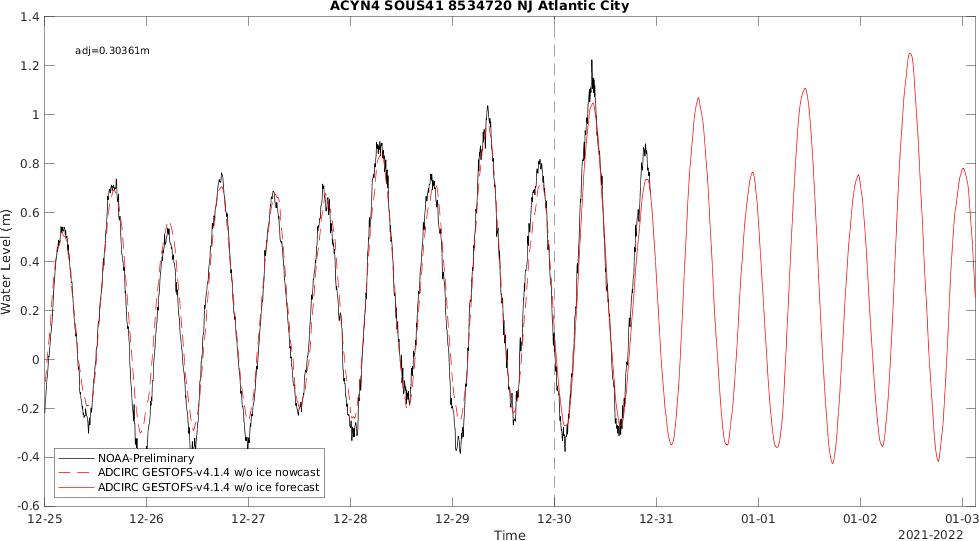 ACYN4 SOUS41 8534720 NJ Atlantic City
adj=0.30361m
Water Level (m)
1.4
1.2
1
0.8
0.6
0.4
0.2
0
-0.2
-0.4
-0.6
NOAA-Preliminary
ADCIRC GESTOFS-v4.1.4 w/o ice nowcast
ADCIRC GESTOFS-v4.1.4 w/o ice forecast
12-25 12-26 12-27 12-28 12-29 12-30 12-31 01-01 01-02 01-03
Time
2021-2022